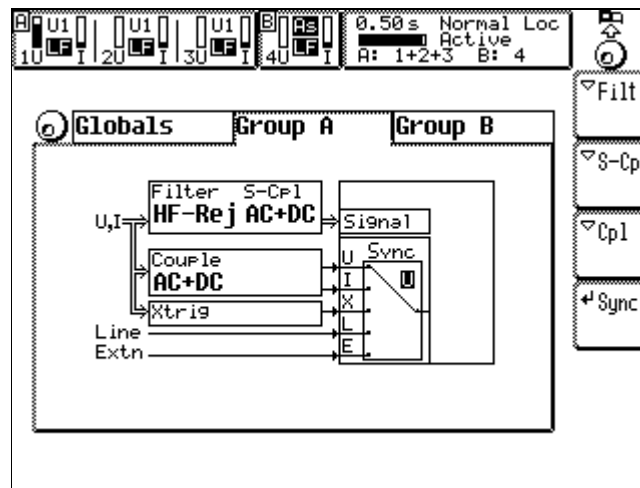 A U1 U1 U1 B As 0.50 s Normal Loc
LF LF LF LF Active
1U I 2U I 3U I 4U I A: 1+2+3 B: 4
Filt
Globals Group A Group B
S-Cp
Filter S-Cpl
U,I HF-Rej AC+DC Signal
Cpl
Couple U Sync
AC+DC I U
Xtrig X
Sync
Line L
Extn E